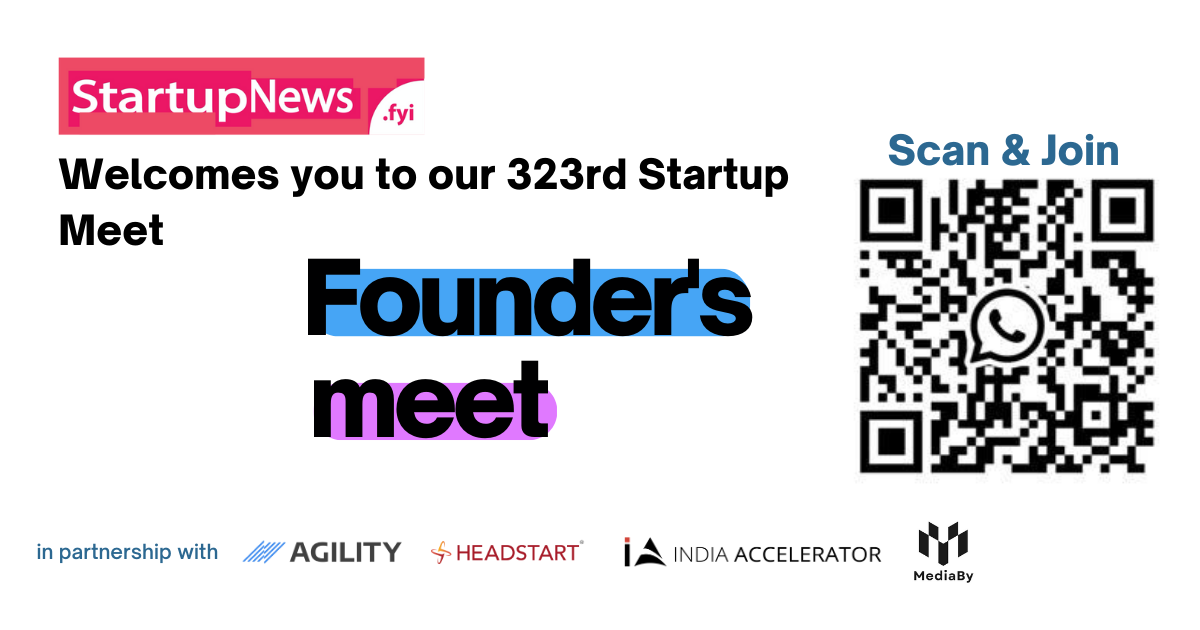 StartupNews
.fyi
Welcomes you to our 323rd Startup
Meet
Founder's
meet
Scan & Join
in partnership with
AGILITY
HEADSTART
INDIA ACCELERATOR
MediaBy